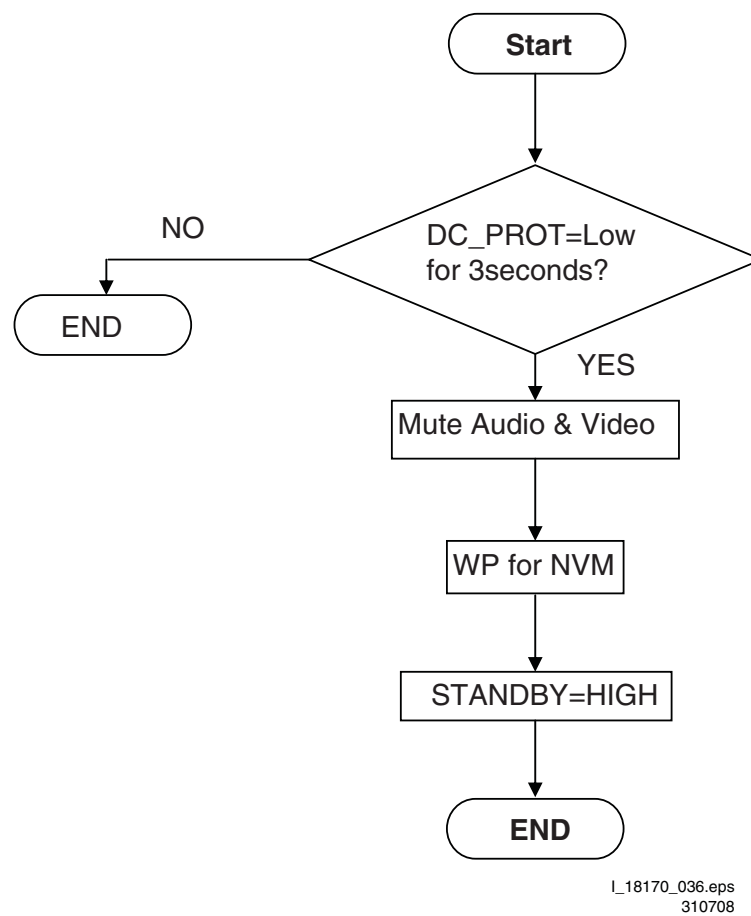 Start
DC_PROT=Low
for 3seconds?
NO
END
YES
Mute Audio & Video
WP for NVM
STANDBY=HIGH
END
I_18170_036.eps
310708